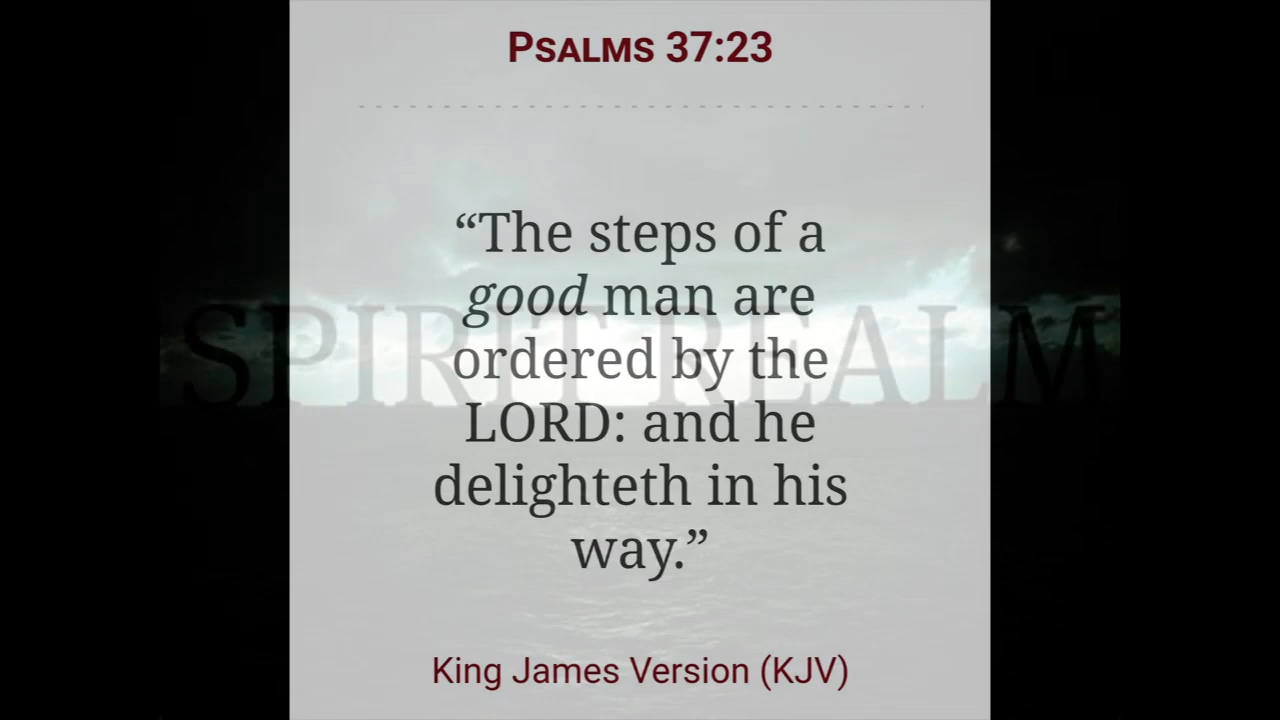 PSALMS 37:23
“The steps of a
good man are
SPIRIT REALM
ordered by the
LORD: and he
delighteth in his
way.”
King James Version (KJV)